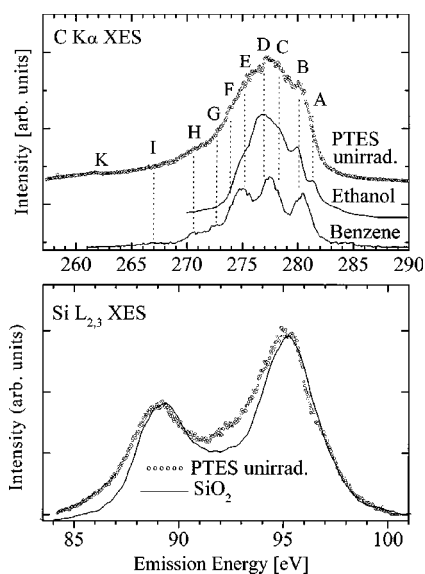 C Kα XES
Intensity [arb. units]
K
I
H
G
F
E
D
C
B
A
PTES
unirrad.
Ethanol
Benzene
260 265 270 275 280 285 290
Si L2,3 XES
Intensity (arb. units)
PTES unirrad.
SiO2
85 90 95 100
Emission Energy [eV]